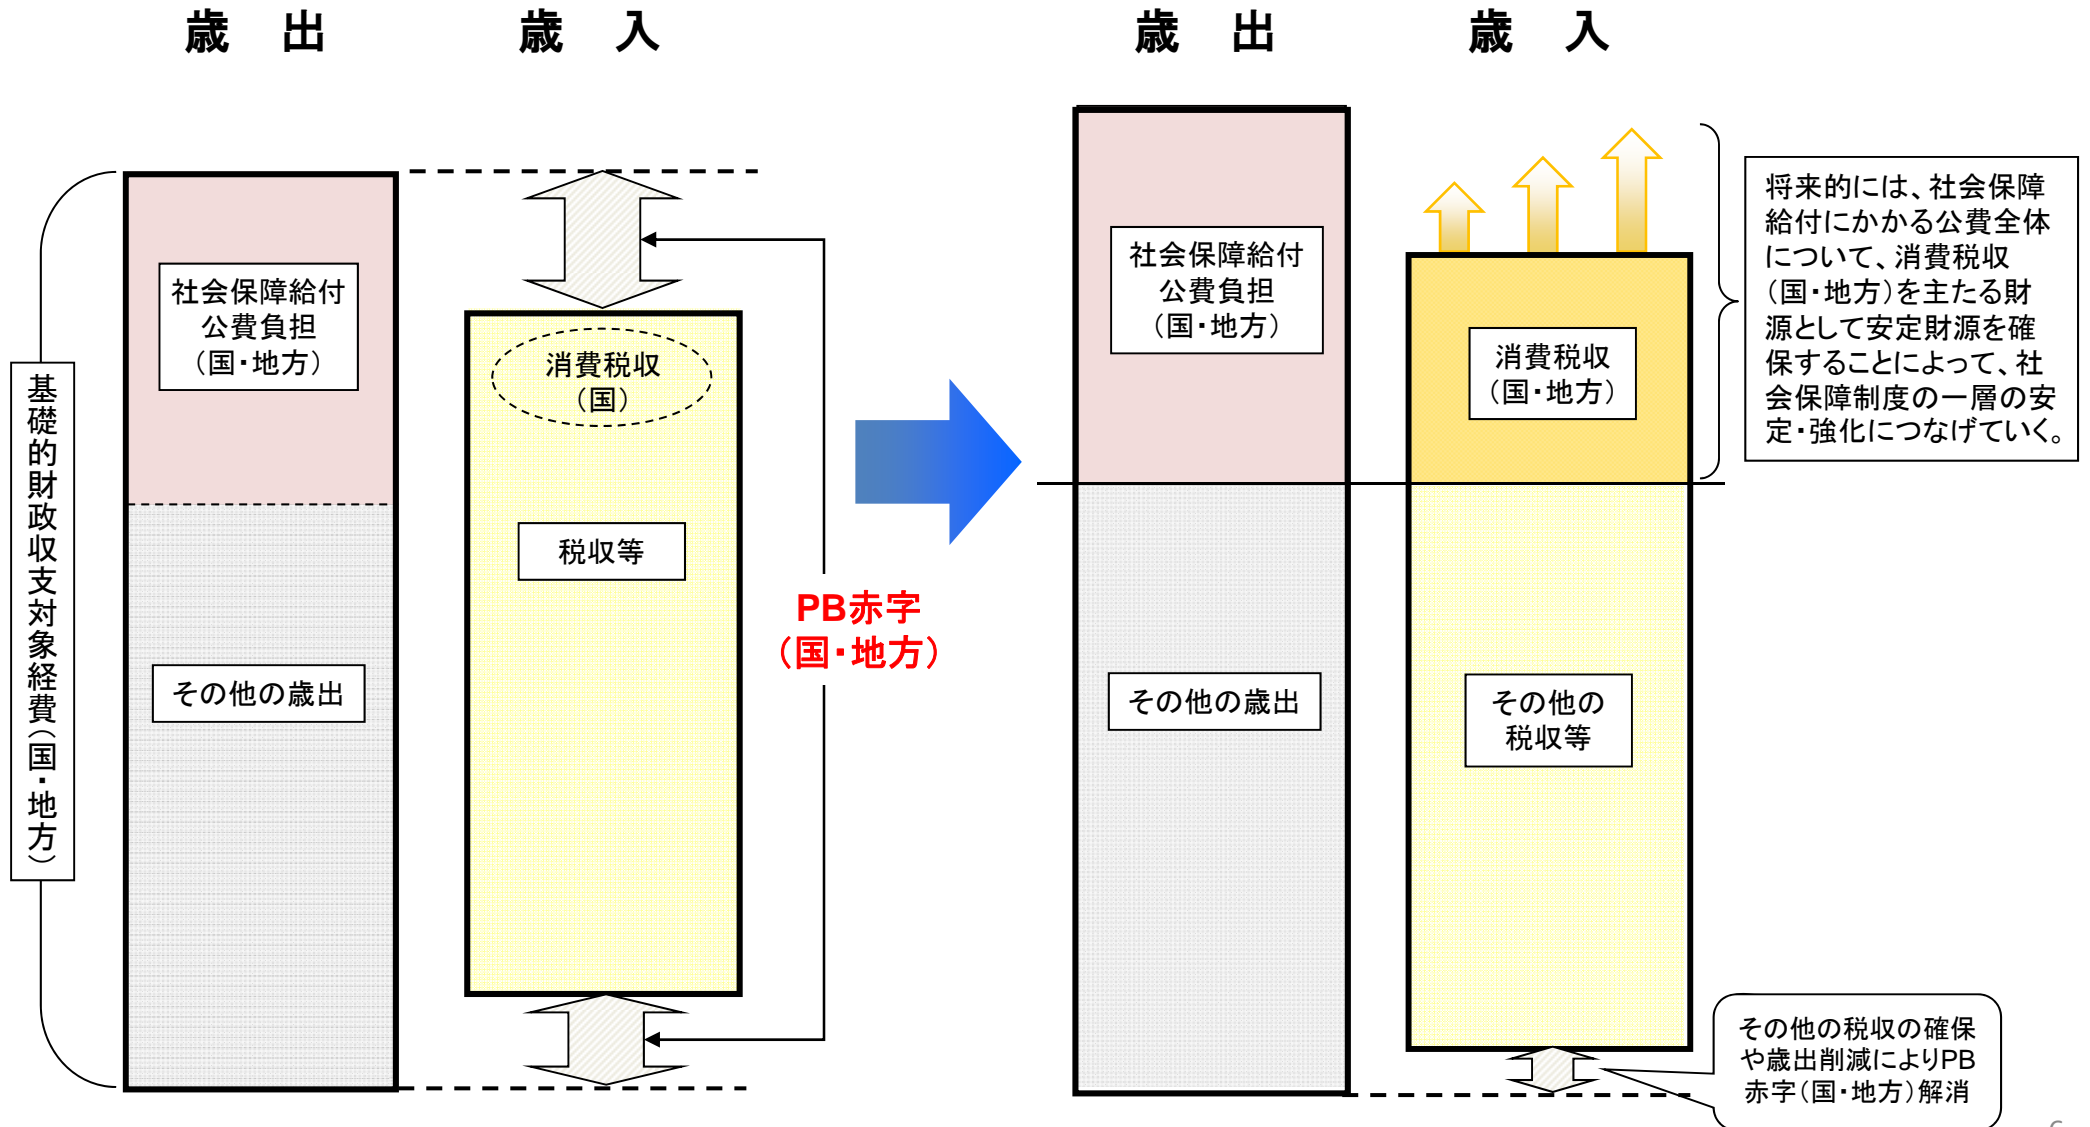 歳 出
歳 入
歳 出
歳 入
基礎的財政収支対象経費（国・地方）
社会保障給付
公費負担
（国・地方）
その他の歳出
消費税収
（国）
税収等
PB赤字
（国・地方）
社会保障給付
公費負担
（国・地方）
その他の歳出
消費税収
（国・地方）
その他の
税収等
将来的には、社会保障
給付にかかる公費全体
について、消費税収
（国・地方）を主たる財
源として安定財源を確
保することによって、社
会保障制度の一層の安
定・強化につなげていく。
その他の税収の確保
や歳出削減によりPB
赤字（国・地方）解消